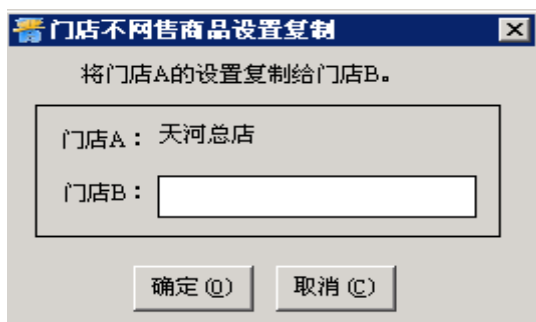 门店不网售商品设置复制
将门店A的设置复制给门店B。
门店A：天河总店
门店B：
确定(O) 取消(C)